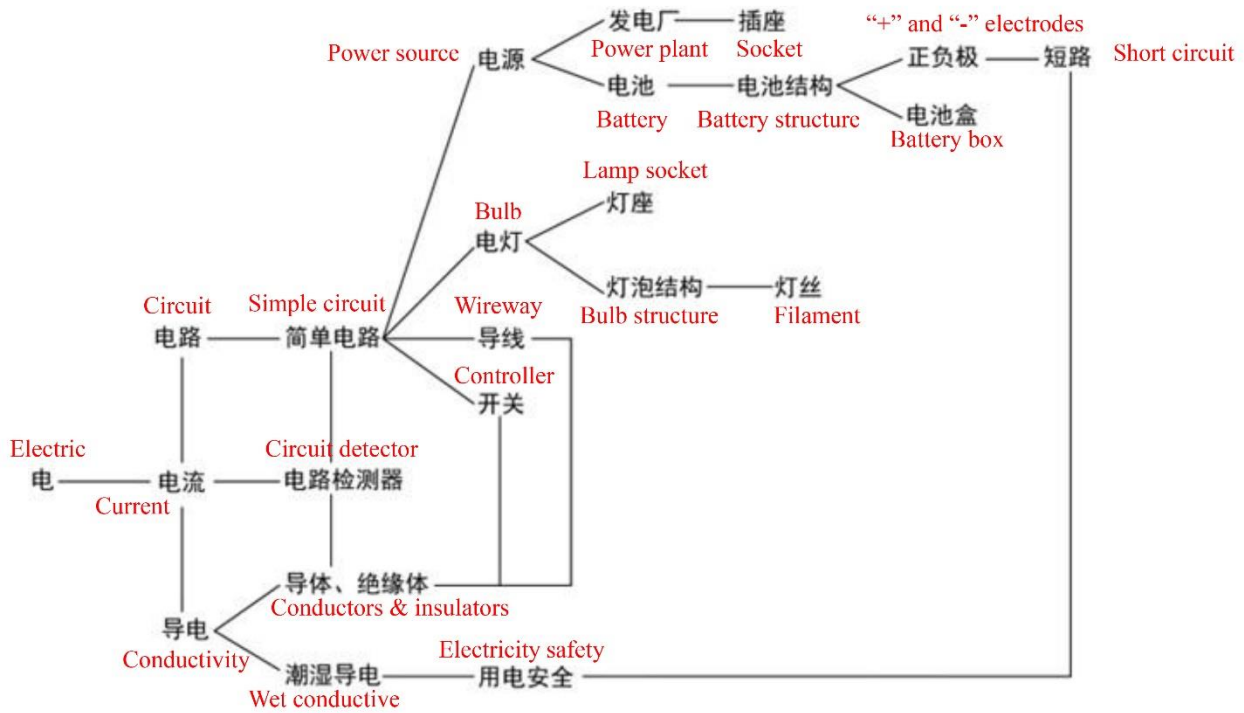 发电厂 插座 “+” and “-” electrodes
Power source 电源 Power plant Socket 正负极 短路 Short circuit
电池 电池结构
Battery Battery structure 电池盒
Battery box
Lamp socket
灯座
Bulb
电灯
灯泡结构 灯丝
Circuit Simple circuit Wireway Bulb structure Filament
电路 简单电路 导线
Controller
开关
Electric Circuit detector
电 电流 电路检测器
Current
导体、绝缘体
Conductors & insulators
导电
Conductivity Electricity safety
潮湿导电 用电安全
Wet conductive